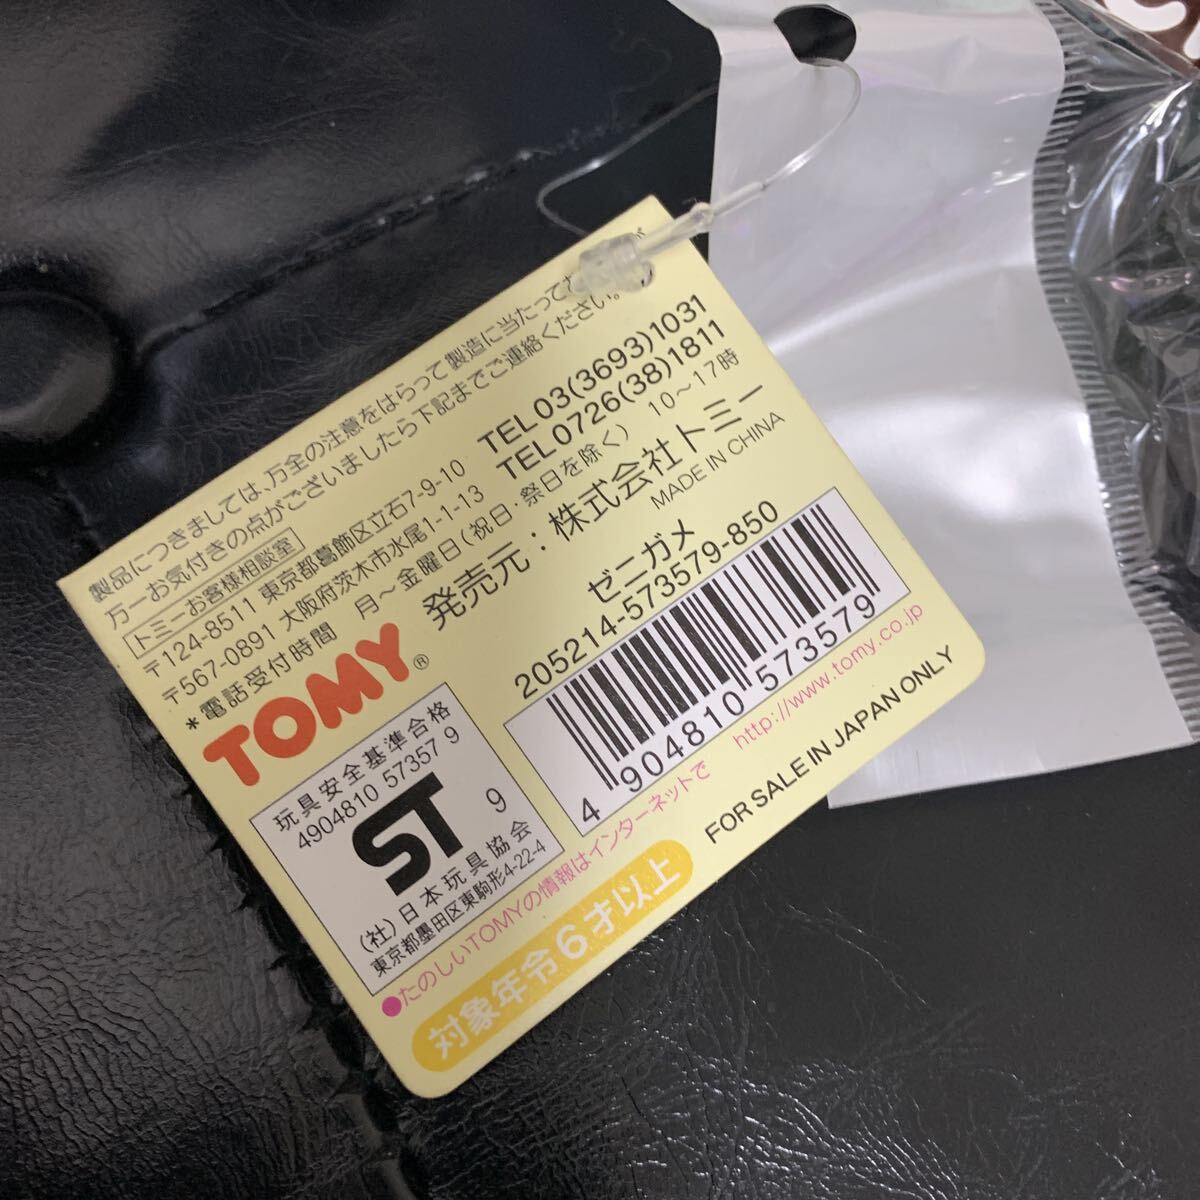 製品につきましては、万全の注意をはらって製造に当たって
万一お気付きの点がございましたら下記までご連絡ください。
トミーお客様相談室
〒124-8511 東京都葛飾区立石7-9-10 TEL 03(3693)1031
〒567-0891 大阪府茨木市水尾1-1-13 TEL0726(38)1811
*電話受付時間 月～金曜日(祝日・祭日を除く) 10～17時
TOMY®
発売元：株式会社トミー
MADE IN CHINA
玩具安全基準合格
4904810 57357 9
ST
9
(社)日本玩具協会
東京都墨田区東駒形4-22-4
ゼニガメ
205214-573579-850
4 904810 573579
●たのしいTOMYの情報はインターネットで http://www.tomy.co.jp
対象年令6才以上
FOR SALE IN JAPAN ONLY